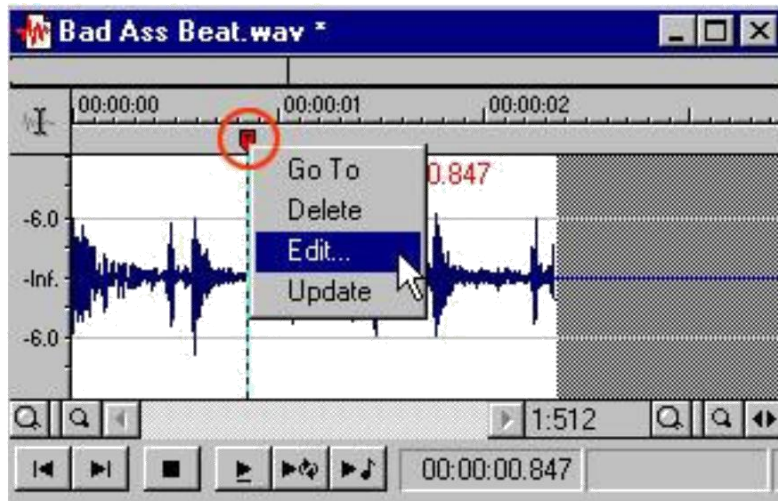 Bad Ass Beat.wav *
00:00:00 00:00:01 00:00:02
Go To 0.847
Delete
-6.0
Edit...
-Inf.
Update
-6.0
1:512
00:00:00.847